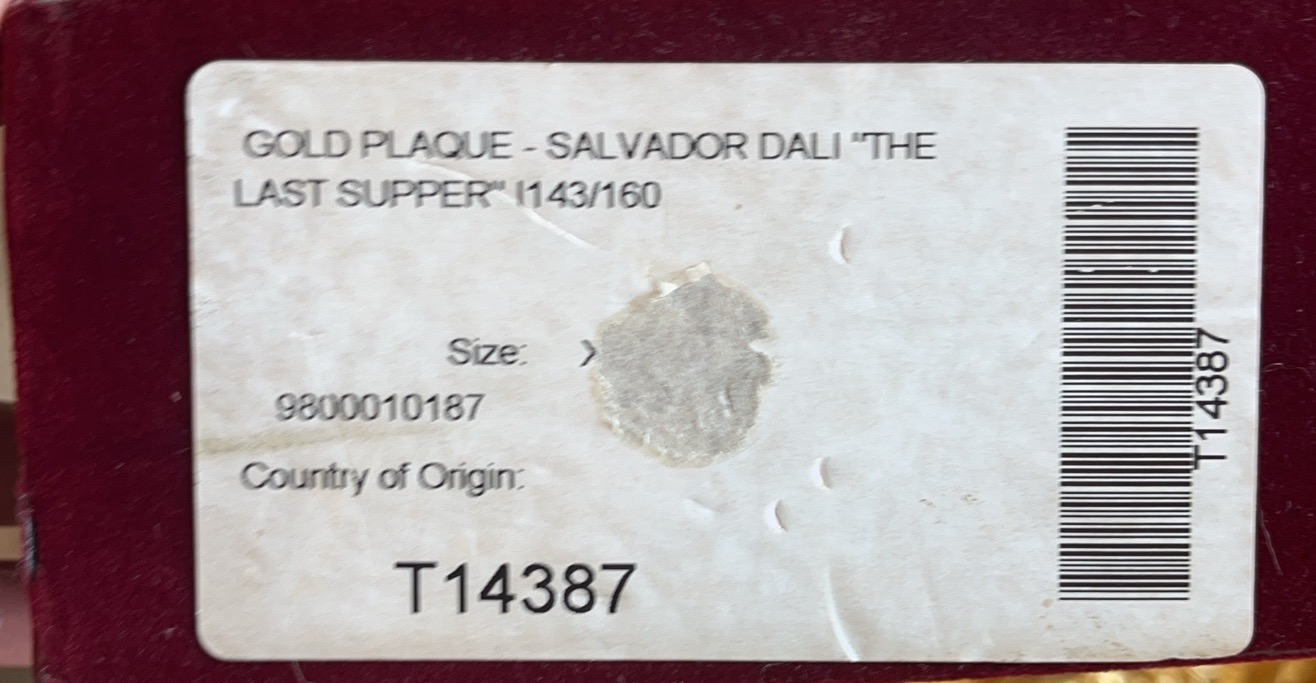 GOLD PLAQUE - SALVADOR DALI "THE
LAST SUPPER" I143/160
Size:
9800010187
Country of Origin:
T14387
T14387